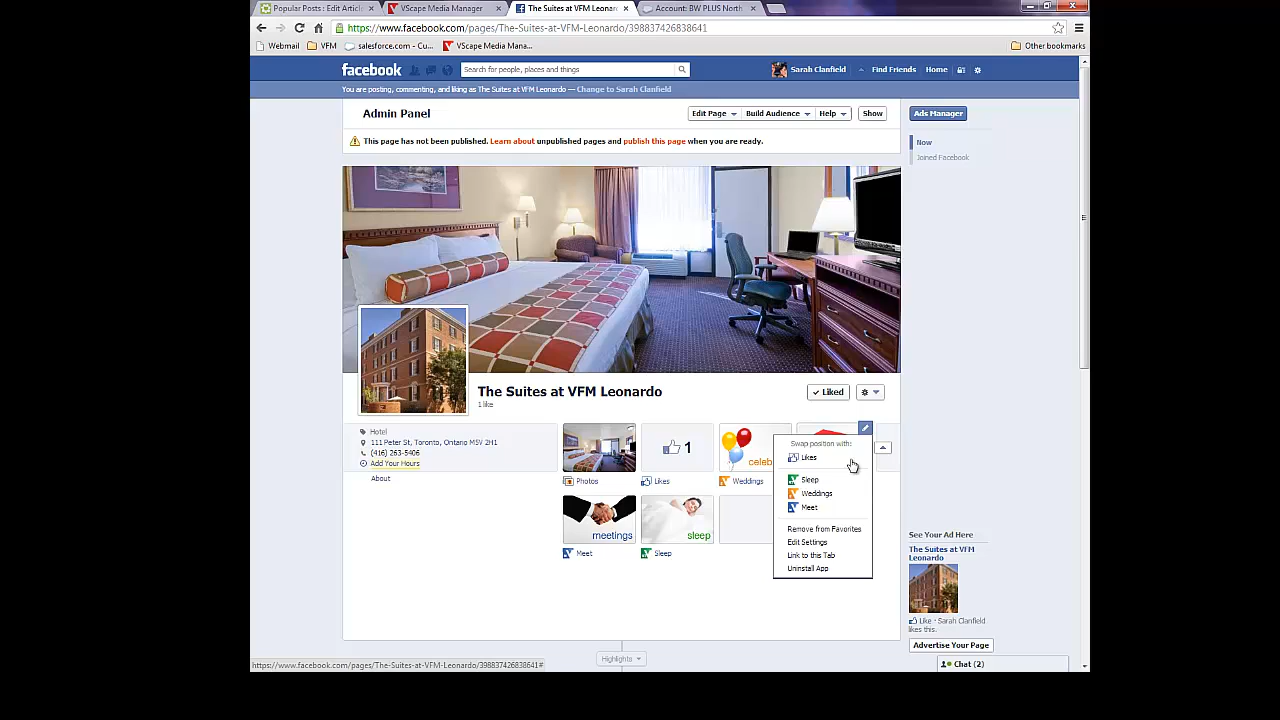 Popular Posts : Edit Article
VScape Media Manager
The Suites at VFM Leonar
Account: BW PLUS North
https://www.facebook.com/pages/The-Suites-at-VFM-Leonardo/398837426838641
Webmail
VFM
salesforce.com - Cu...
VScape Media Mana...
Other bookmarks
facebook
Search for people, places and things
Sarah Clanfield
Find Friends
Home
You are posting, commenting, and liking as The Suites at VFM Leonardo — Change to Sarah Clanfield
Admin Panel
Edit Page
Build Audience
Help
Show
Ads Manager
This page has not been published. Learn about unpublished pages and publish this page when you are ready.
Now
Joined Facebook
The Suites at VFM Leonardo
1 like
Liked
Hotel
111 Peter St, Toronto, Ontario M5V 2H1
(416) 263-5406
Add Your Hours
About
Photos
1
Likes
celeb
Weddings
meetings
Meet
sleep
Sleep
Swap position with:
Likes
Sleep
Weddings
Meet
Remove from Favorites
Edit Settings
Link to this Tab
Uninstall App
See Your Ad Here
The Suites at VFM
Leonardo
Like · Sarah Clanfield
likes this.
Advertise Your Page
Highlights
Chat (2)
https://www.facebook.com/pages/The-Suites-at-VFM-Leonardo/398837426838641#